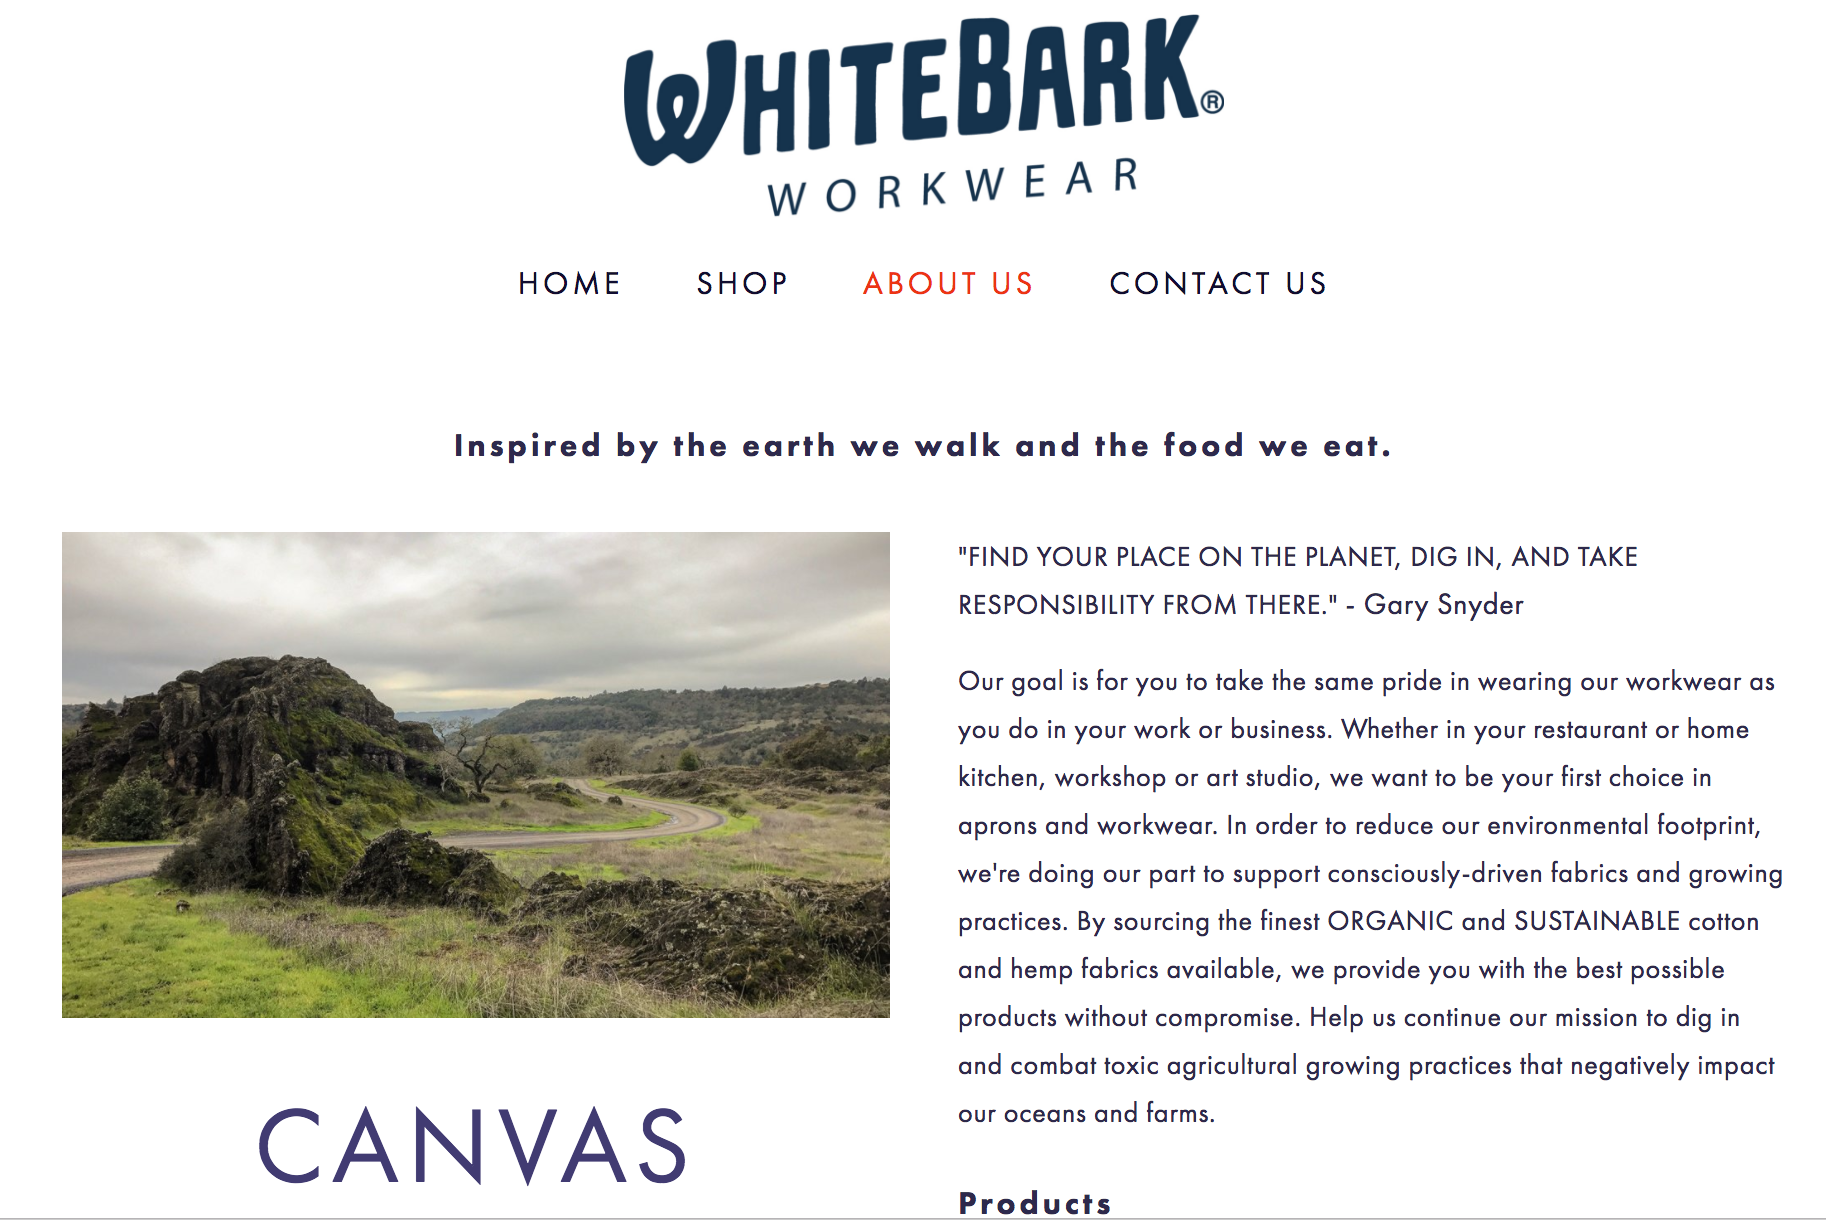 WHITEBARK®
WORKWEAR
HOME SHOP ABOUT US CONTACT US
Inspired by the earth we walk and the food we eat.
"FIND YOUR PLACE ON THE PLANET, DIG IN, AND TAKE
RESPONSIBILITY FROM THERE." - Gary Snyder
Our goal is for you to take the same pride in wearing our workwear as
you do in your work or business. Whether in your restaurant or home
kitchen, workshop or art studio, we want to be your first choice in
aprons and workwear. In order to reduce our environmental footprint,
we're doing our part to support consciously-driven fabrics and growing
practices. By sourcing the finest ORGANIC and SUSTAINABLE cotton
and hemp fabrics available, we provide you with the best possible
products without compromise. Help us continue our mission to dig in
and combat toxic agricultural growing practices that negatively impact
our oceans and farms.
CANVAS
Products